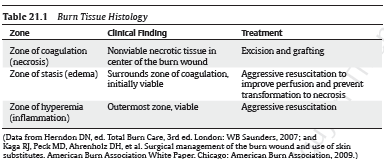 Table 21.1 Burn Tissue Histology
Zone Clinical Finding Treatment
Zone of coagulation Nonviable necrotic tissue in Excision and grafting
(necrosis) center of the burn wound
Zone of stasis (edema) Surrounds zone of coagulation, Aggressive resuscitation to
initially viable improve perfusion and prevent
transformation to necrosis
Zone of hyperemia Outermost zone, viable Aggressive resuscitation
(inflammation)
(Data from Herndon DN, ed. Total Burn Care, 3rd ed. London: WB Saunders, 2007; and
Kaga RJ, Peck MD, Ahrenholz DH, et al. Surgical management of the burn wound and use of skin
substitutes. American Burn Association White Paper. Chicago: American Burn Association, 2009.)